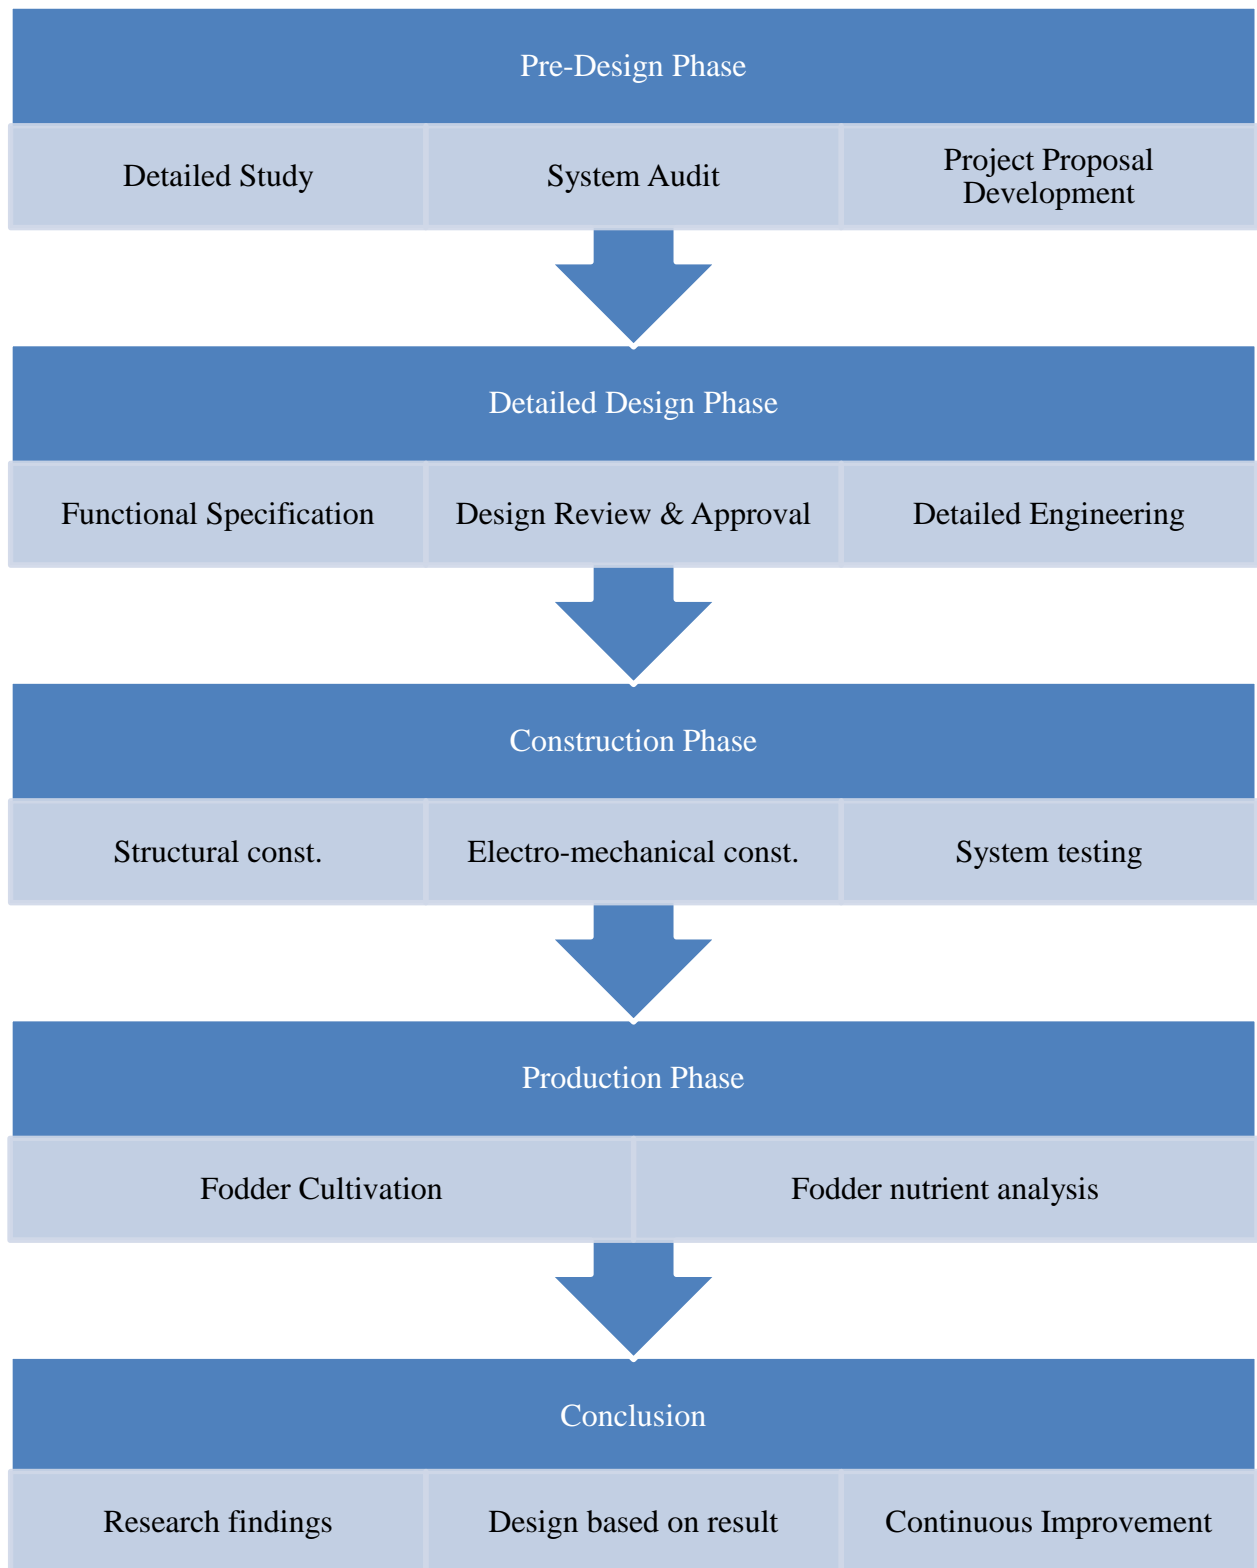 Pre-Design Phase
Detailed Study
System Audit
Project Proposal
Development
Detailed Design Phase
Functional Specification
Design Review & Approval
Detailed Engineering
Construction Phase
Structural const.
Electro-mechanical const.
System testing
Production Phase
Fodder Cultivation
Fodder nutrient analysis
Conclusion
Research findings
Design based on result
Continuous Improvement